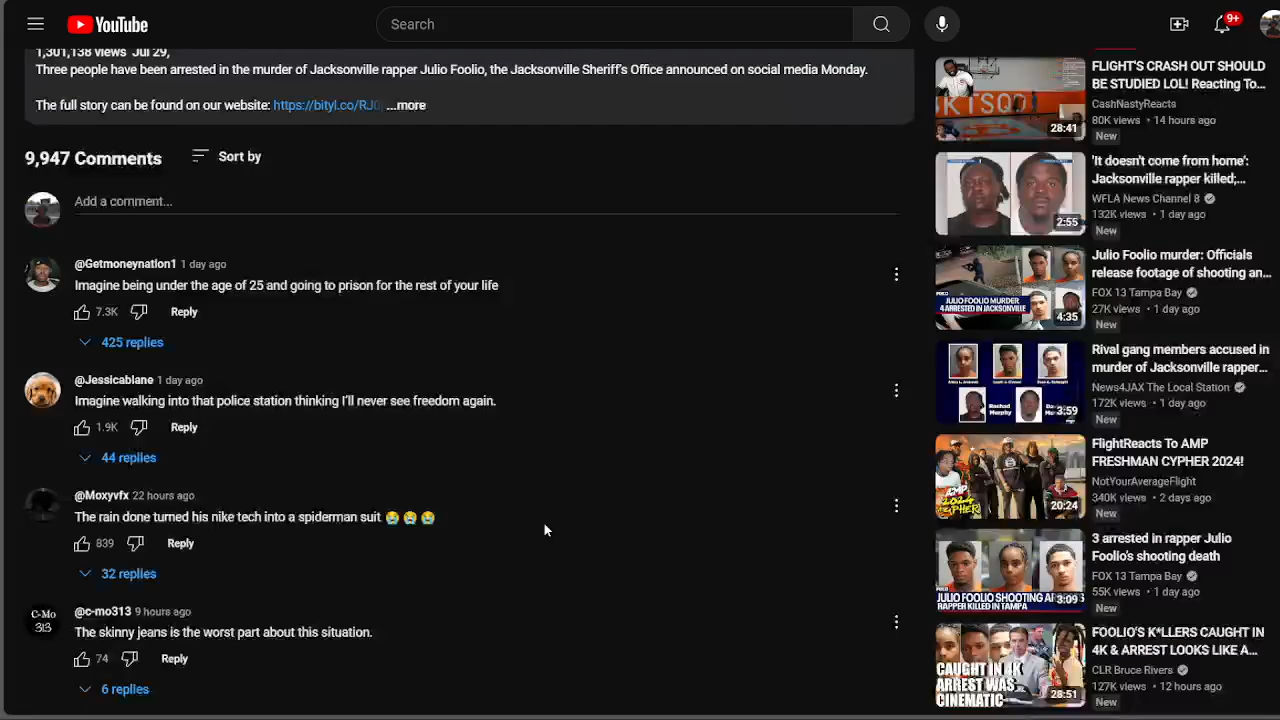 YouTube
Search
9+
1,301,138 views Jul 29,
Three people have been arrested in the murder of Jacksonville rapper Julio Foolio, the Jacksonville Sheriff's Office announced on social media Monday.
The full story can be found on our website: https://bityl.co/RJ ...more
9,947 Comments
Sort by
Add a comment...
@Getmoneynation1 1 day ago
Imagine being under the age of 25 and going to prison for the rest of your life
7.3K Reply
425 replies
@Jessicablane 1 day ago
Imagine walking into that police station thinking I'll never see freedom again.
1.9K Reply
44 replies
@Moxyvfx 22 hours ago
The rain done turned his nike tech into a spiderman suit 😭😭😭
839 Reply
32 replies
C-Mo
313
@c-mo313 9 hours ago
The skinny jeans is the worst part about this situation.
74 Reply
6 replies
28:41
FLIGHT'S CRASH OUT SHOULD
BE STUDIED LOL! Reacting To...
CashNastyReacts
80K views • 14 hours ago
New
2:55
'It doesn't come from home':
Jacksonville rapper killed;...
WFLA News Channel 8
132K views • 1 day ago
New
JULIO FOOLIO MURDER
4 ARRESTED IN JACKSONVILLE
4:35
Julio Foolio murder: Officials
release footage of shooting an...
FOX 13 Tampa Bay
27K views • 1 day ago
New
Rashad
Murphy
3:59
Rival gang members accused in
murder of Jacksonville rapper...
News4JAX The Local Station
172K views • 1 day ago
New
AMP
2024
20:24
FlightReacts To AMP
FRESHMAN CYPHER 2024!
NotYourAverageFlight
340K views • 2 days ago
New
JULIO FOOLIO SHOOTING
RAPPER KILLED IN TAMPA
3:09
3 arrested in rapper Julio
Foolio's shooting death
FOX 13 Tampa Bay
55K views • 1 day ago
New
CAUGHT IN 4K
ARREST WAS
CINEMATIC
28:51
FOOLIO'S K*LLERS CAUGHT IN
4K & ARREST LOOKS LIKE A...
CLR Bruce Rivers
127K views • 12 hours ago
New